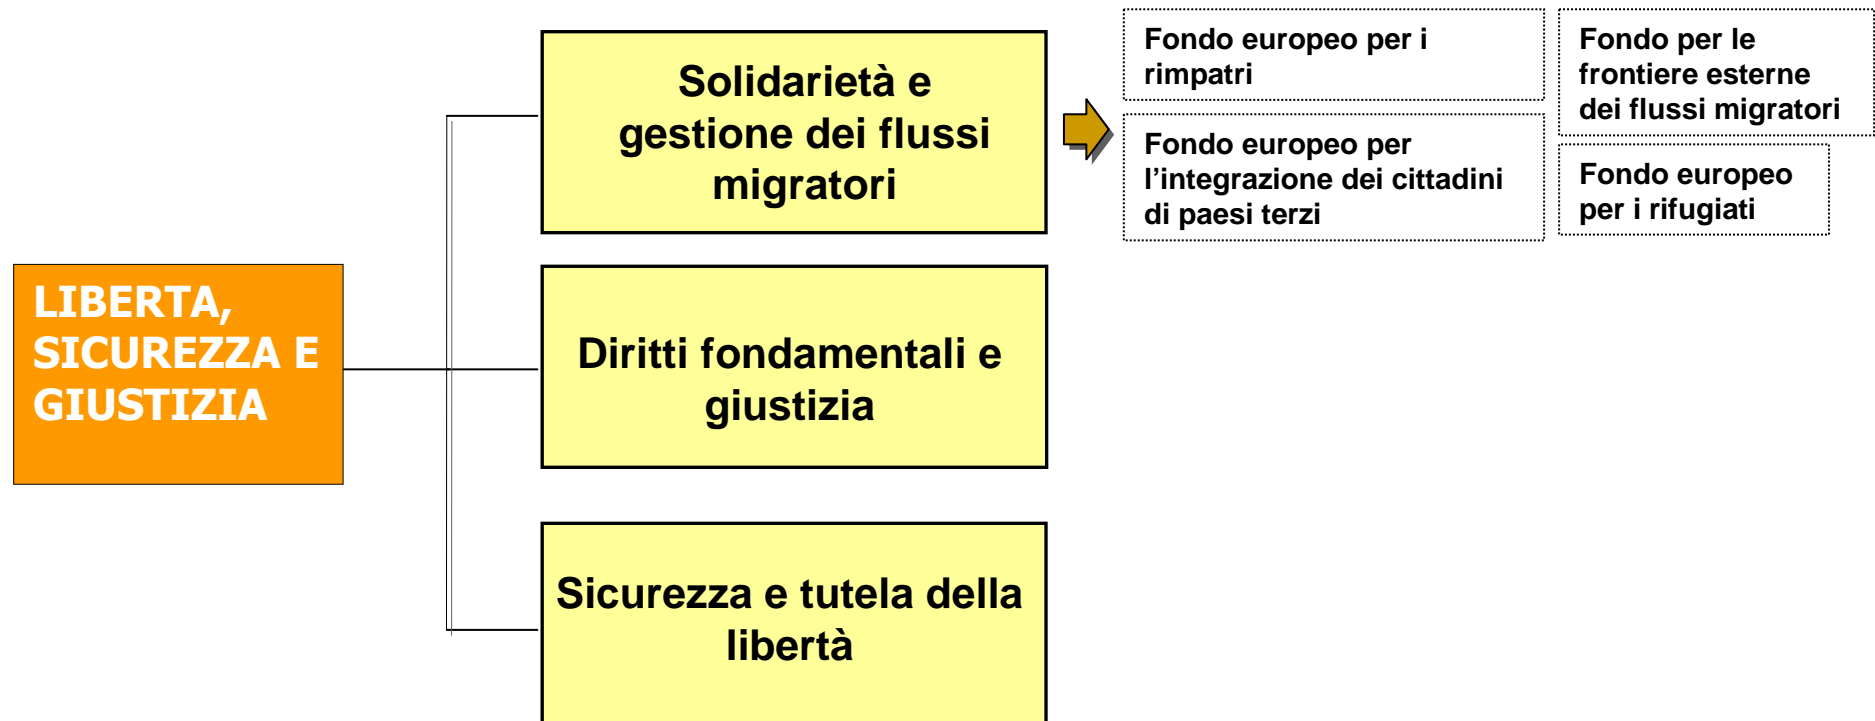 LIBERTA,
SICUREZZA E
GIUSTIZIA
Solidarietà e
gestione dei flussi
migratori
Fondo europeo per i
rimpatri
Fondo per le
frontiere esterne
dei flussi migratori
Fondo europeo per
l’integrazione dei cittadini
di paesi terzi
Fondo europeo
per i rifugiati
Diritti fondamentali e
giustizia
Sicurezza e tutela della
libertà